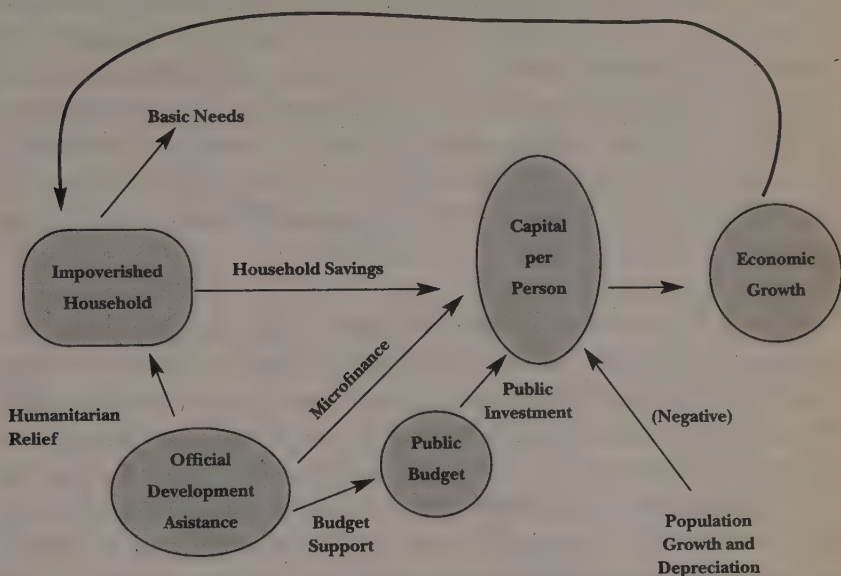 Basic Needs
Impoverished
Household
Household Savings
Capital
per
Person
Economic
Growth
Humanitarian
Relief
Microfinance
Official
Development
Asistance
Budget
Support
Public
Budget
Public
Investment
(Negative)
Population
Growth and
Depreciation